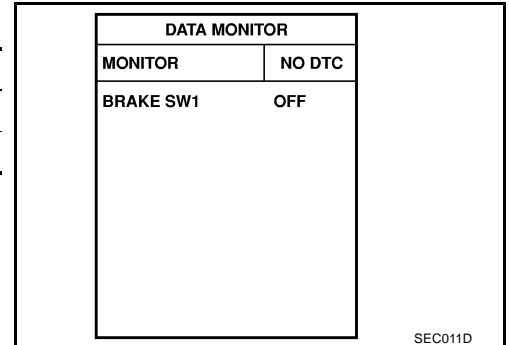 DATA MONITOR
MONITOR NO DTC
BRAKE SW1 OFF
SEC011D